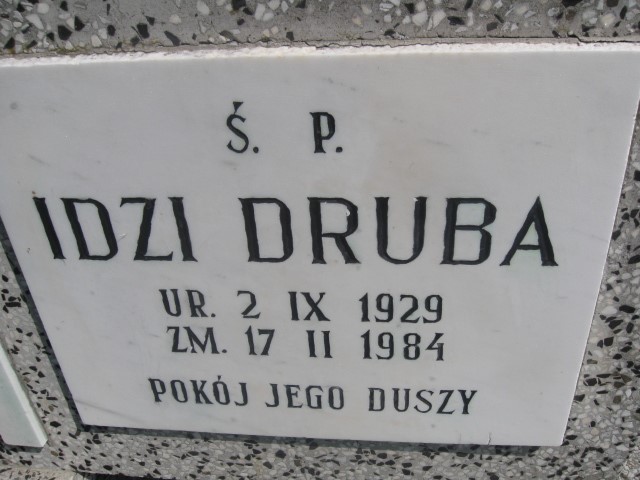 Ś. P.
IDZI DRUBA
UR. 2 IX 1929
ZM. 17 II 1984
POKÓJ JEGO DUSZY